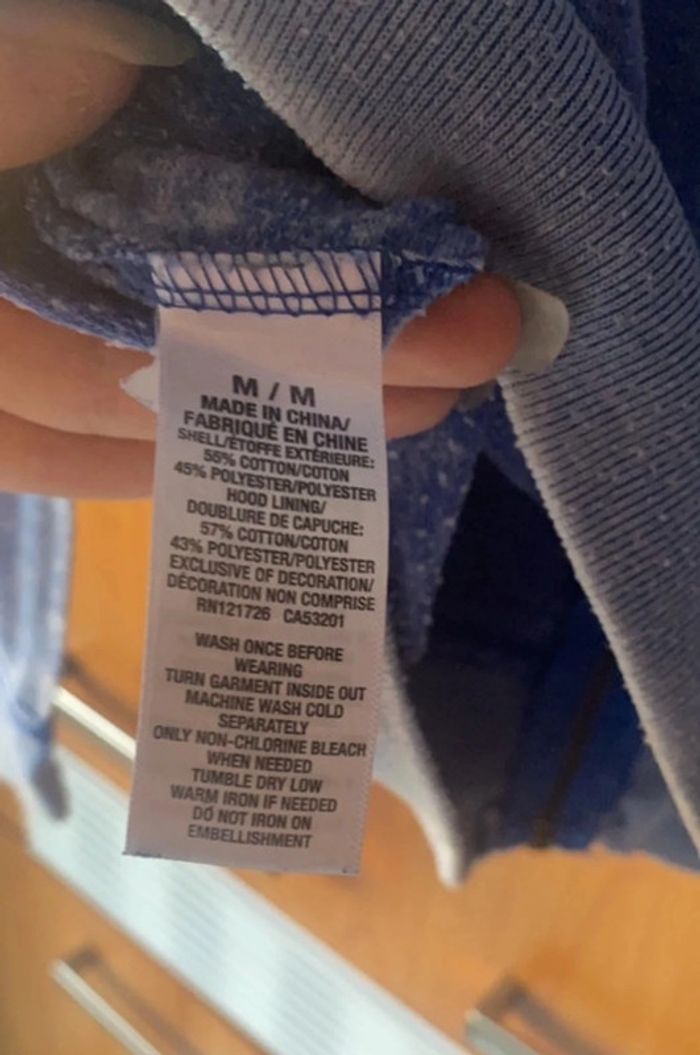 M / M
MADE IN CHINA/
FABRIQUÉ EN CHINE
SHELL/ÉTOFFE EXTÉRIEURE:
55% COTTON/COTON
45% POLYESTER/POLYESTER
HOOD LINING/
DOUBLURE DE CAPUCHE:
57% COTTON/COTON
43% POLYESTER/POLYESTER
EXCLUSIVE OF DECORATION/
DÉCORATION NON COMPRISE
RN121726 CA53201
WASH ONCE BEFORE
WEARING
TURN GARMENT INSIDE OUT
MACHINE WASH COLD
SEPARATELY
ONLY NON-CHLORINE BLEACH
WHEN NEEDED
TUMBLE DRY LOW
WARM IRON IF NEEDED
DO NOT IRON ON
EMBELLISHMENT